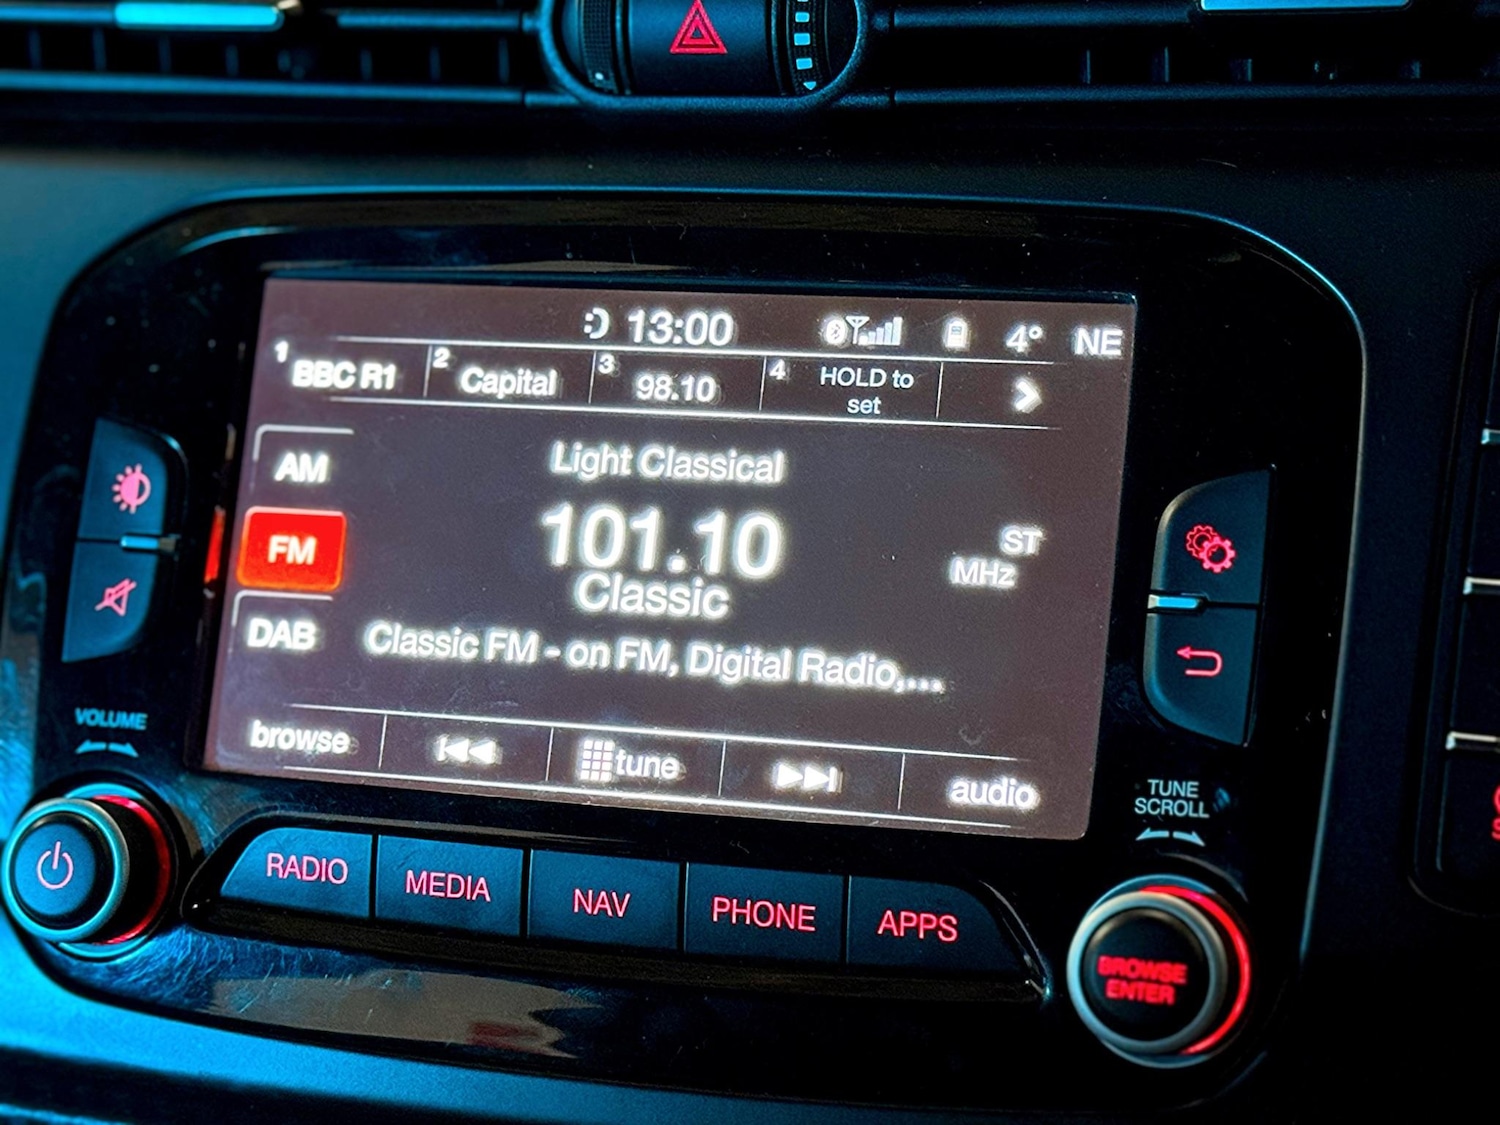 13:00 4° NE
1 BBC R1 2 Capital 3 98.10 4 HOLD to
set
AM
Light Classical
FM
101.10
ST
MHz
Classic
DAB
Classic FM - on FM, Digital Radio,...
browse tune audio
VOLUME
TUNE
SCROLL
RADIO MEDIA NAV PHONE APPS
BROWSE
ENTER